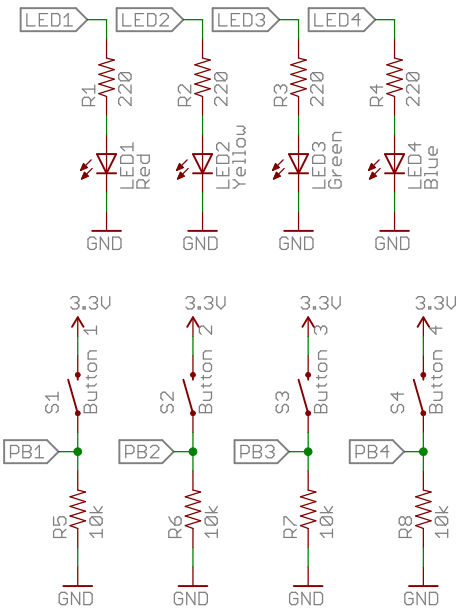 LED1 LED2 LED3 LED4
R1 220 R2 220 R3 220 R4 220
LED1 Red LED2 Yellow LED3 Green LED4 Blue
GND GND GND GND
3.3V 3.3V 3.3V 3.3V
S1 Button 1 S2 Button 2 S3 Button 3 S4 Button 4
PB1 PB2 PB3 PB4
R5 10k R6 10k R7 10k R8 10k
GND GND GND GND